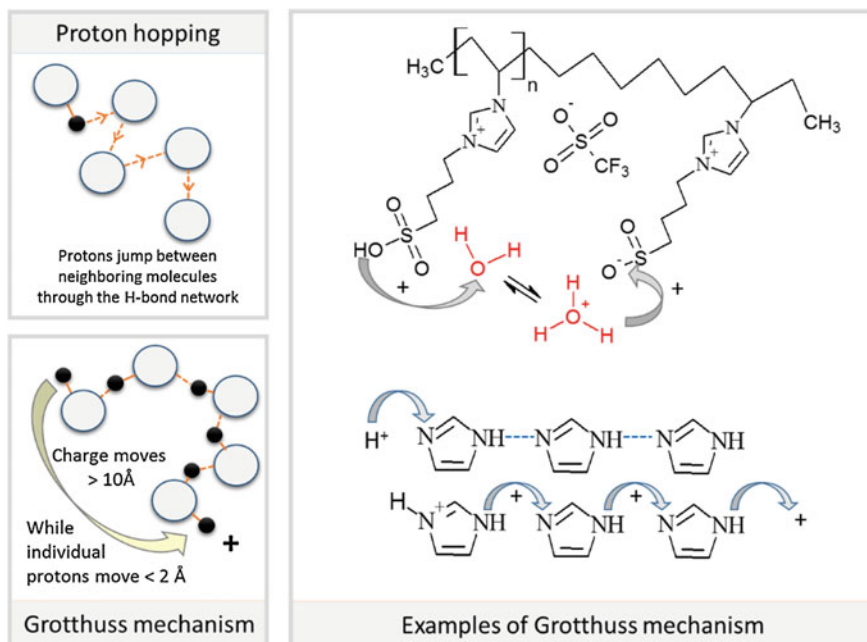 Proton hopping
Protons jump between
neighboring molecules
through the H-bond network
Charge moves
> 10Å
While
individual
protons move < 2 Å
+
Grotthuss mechanism
H₃C
n
N
N
+
O⁻
O
S
O
CF₃
N
N
+
CH₃
O
HO
S
O
+
H
H
O
H
O
+
H
H
O
O⁻
S
O
+
H⁺
N
NH
N
NH
N
NH
H
N
+
NH
+
N
NH
+
N
NH
+
Examples of Grotthuss mechanism